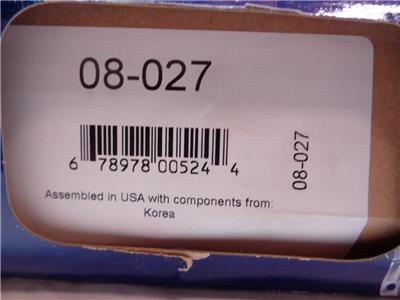 08-027
6 78978 00524 4
08-027
Assembled in USA with components from:
Korea